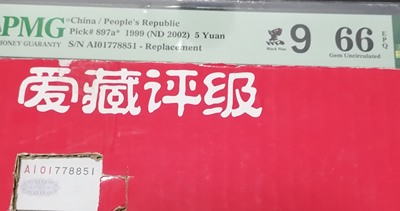 PMG China / People's Republic
Pick# 897a* 1999 (ND 2002) 5 Yuan
MONEY GUARANTY S/N AI01778851 - Replacement
9 66 EPQ
Gem Uncirculated
爱藏评级
AI01778851